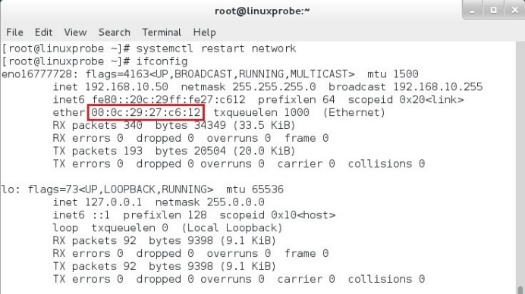 root@linuxprobe:~
File Edit View Search Terminal Help
[root@linuxprobe ~]# systemctl restart network
[root@linuxprobe ~]# ifconfig
eno16777728: flags=4163<UP,BROADCAST,RUNNING,MULTICAST> mtu 1500
inet 192.168.10.50 netmask 255.255.255.0 broadcast 192.168.10.255
inet6 fe80::20c:29ff:fe27:c612 prefixlen 64 scopeid 0x20<link>
ether 00:0c:29:27:c6:12 txqueuelen 1000 (Ethernet)
RX packets 340 bytes 34349 (33.5 KiB)
RX errors 0 dropped 0 overruns 0 frame 0
TX packets 193 bytes 20504 (20.0 KiB)
TX errors 0 dropped 0 overruns 0 carrier 0 collisions 0
lo: flags=73<UP,LOOPBACK,RUNNING> mtu 65536
inet 127.0.0.1 netmask 255.0.0.0
inet6 ::1 prefixlen 128 scopeid 0x10<host>
loop txqueuelen 0 (Local Loopback)
RX packets 92 bytes 9398 (9.1 KiB)
RX errors 0 dropped 0 overruns 0 frame 0
TX packets 92 bytes 9398 (9.1 KiB)
TX errors 0 dropped 0 overruns 0 carrier 0 collisions 0